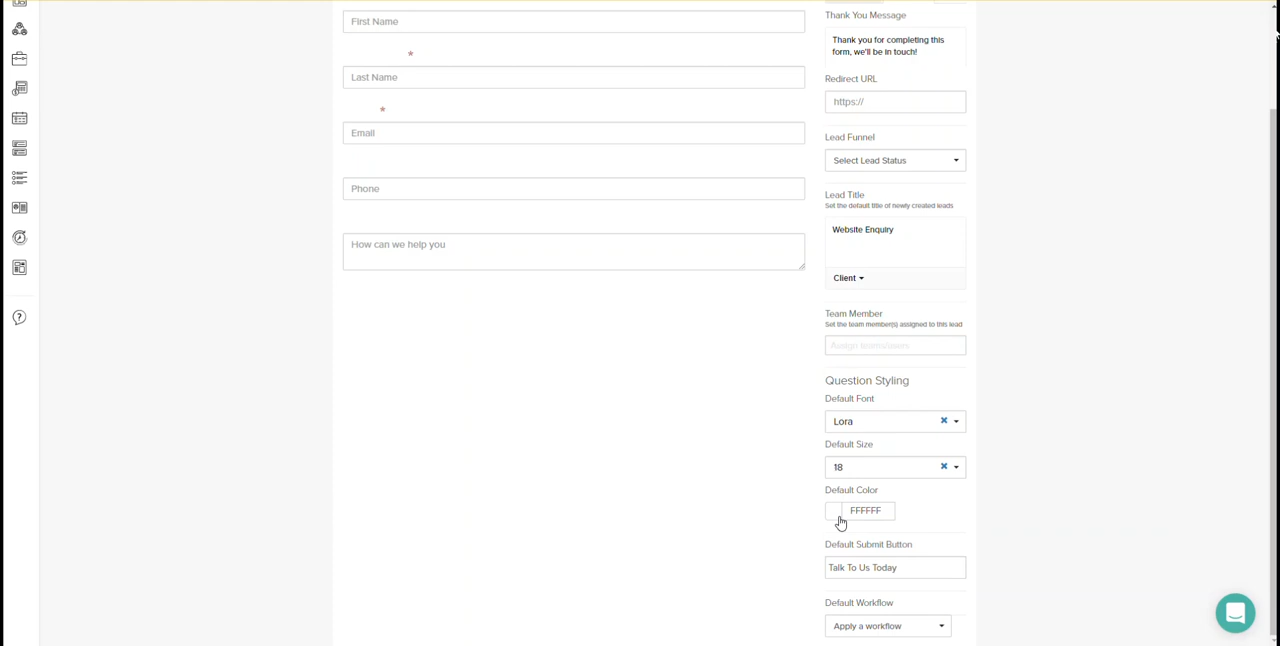 First Name
*
Last Name
*
Email
Phone
How can we help you
Thank You Message
Thank you for completing this
form, we'll be in touch!
Redirect URL
https://
Lead Funnel
Select Lead Status
Lead Title
Set the default title of newly created leads
Website Enquiry
Client
Team Member
Set the team member(s) assigned to this lead
Assign teams/users
Question Styling
Default Font
Lora
Default Size
18
Default Color
FFFFFF
Default Submit Button
Talk To Us Today
Default Workflow
Apply a workflow